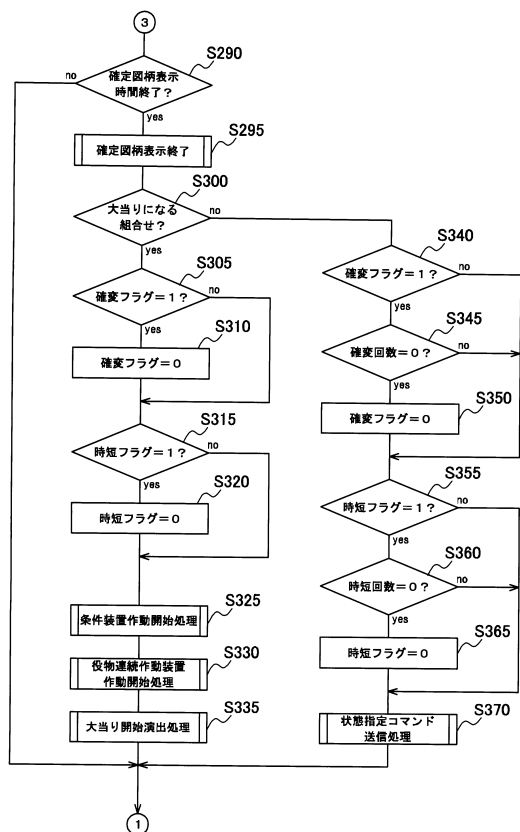 3
S290
確定図柄表示
時間終了？
no
yes
S295
確定図柄表示終了
S300
大当りになる
組合せ？
no
yes
S305
確変フラグ＝１？
no
yes
S310
確変フラグ＝０
S315
時短フラグ＝１？
no
yes
S320
時短フラグ＝０
S325
条件装置作動開始処理
S330
役物連続作動装置
作動開始処理
S335
大当り開始演出処理
S340
確変フラグ＝１？
no
yes
S345
確変回数＝０？
no
yes
S350
確変フラグ＝０
S355
時短フラグ＝１？
no
yes
S360
時短回数＝０？
no
yes
S365
時短フラグ＝０
S370
状態指定コマンド
送信処理
1